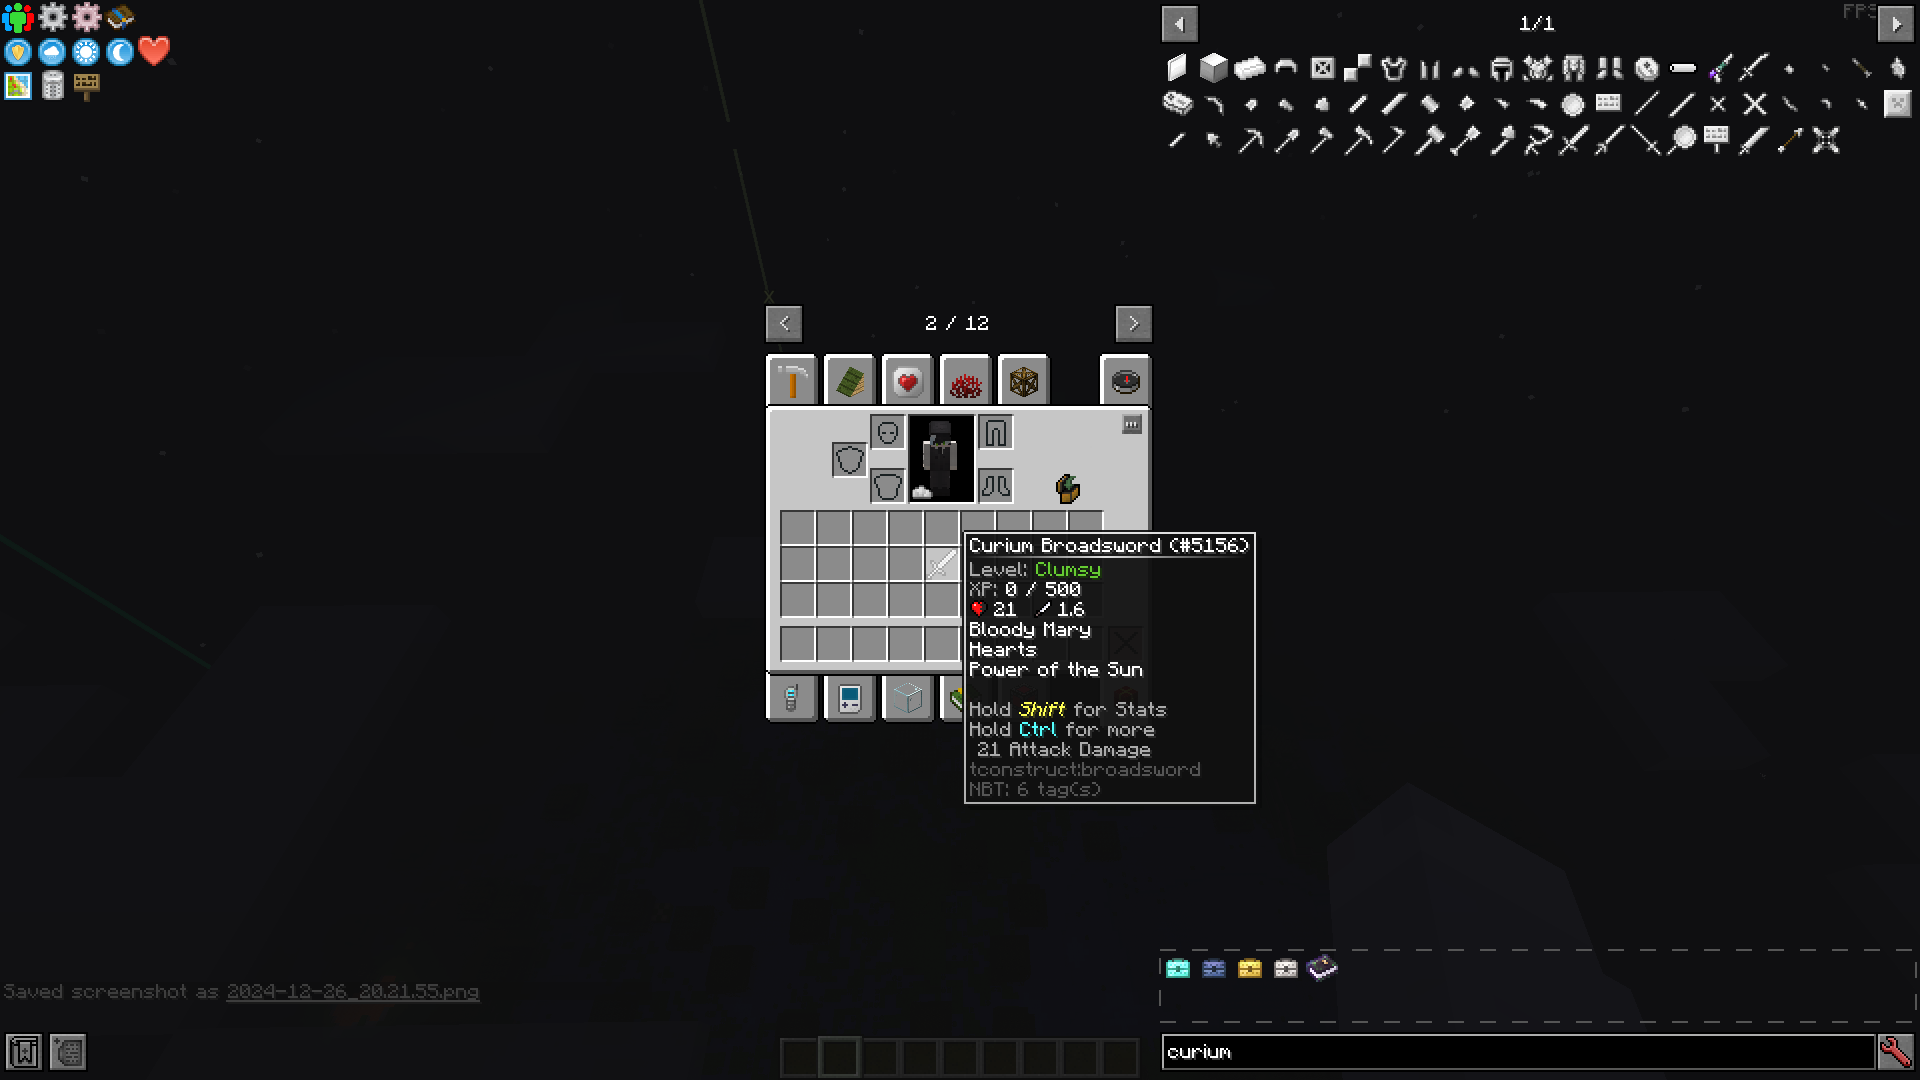 FPS
1/1
2 / 12
Curium Broadsword (#5156)
Level: Clumsy
XP: 0 / 500
21 1.6
Bloody Mary
Hearts
Power of the Sun
Hold Shift for Stats
Hold Ctrl for more
21 Attack Damage
tconstruct:broadsword
NBT: 6 tag(s)
Saved screenshot as 2024-12-26_20.21.55.png
curium